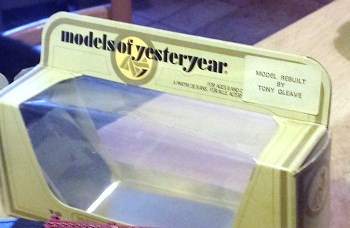 models of yesteryear®
MODEL REBUILT
BY
TONY GLEAVE